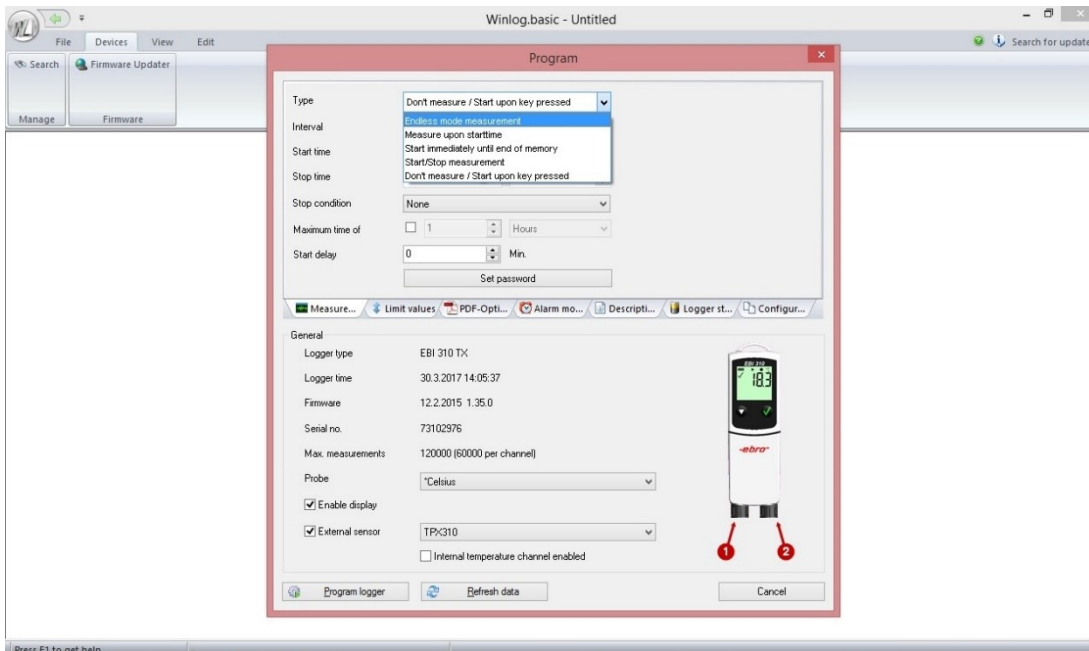 Winlog.basic - Untitled
File Devices View Edit
Search for update
Search Firmware Updater
Manage Firmware
Program
Type Don't measure / Start upon key pressed
Endless mode measurement
Interval
Measure upon starttime
Start time
Start immediately until end of memory
Start/Stop measurement
Stop time
Don't measure / Start upon key pressed
Stop condition None
Maximum time of 1 Hours
Start delay 0 Min.
Set password
Measure... Limit values PDF-Opti... Alarm mo... Descripti... Logger st... Configur...
General
Logger type EBI 310 TX
Logger time 30.3.2017 14:05:37
Firmware 12.2.2015 1.35.0
Serial no. 73102976
Max. measurements 120000 (60000 per channel)
Probe °Celsius
Enable display
External sensor TPX310
Internal temperature channel enabled
EBI 310
18.3
ebro
1 2
Program logger Refresh data Cancel
Press F1 to get help